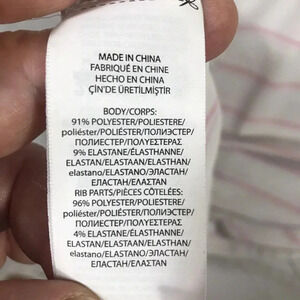 MADE IN CHINA
FABRIQUÉ EN CHINE
HECHO EN CHINA
ÇİN'DE ÜRETİLMİŞTİR
BODY/CORPS:
91% POLYESTER/POLIESTERE/
poliéster/POLIÉSTER/ПОЛИЭСТЕР/
ПОЛИЕСТЕР/ΠΟΛΥΕΣΤΕΡΑΣ
9% ELASTANE/ÉLASTHANNE/
ELASTAN/ELASTAAN/ELASTHAN/
elastano/ELASTANO/ЭЛАСТАН/
ЕЛАСТАН/ΕΛΑΣΤΑΝ
RIB PARTS/PIÈCES CÔTELÉES:
96% POLYESTER/POLIESTERE/
poliéster/POLIÉSTER/ПОЛИЭСТЕР/
ПОЛИЕСТЕР/ΠΟΛΥΕΣΤΕΡΑΣ
4% ELASTANE/ÉLASTHANNE/
ELASTAN/ELASTAAN/ELASTHAN/
elastano/ELASTANO/ЭЛАСТАН/
ЕЛАСТАН/ΕΛΑΣΤΑΝ